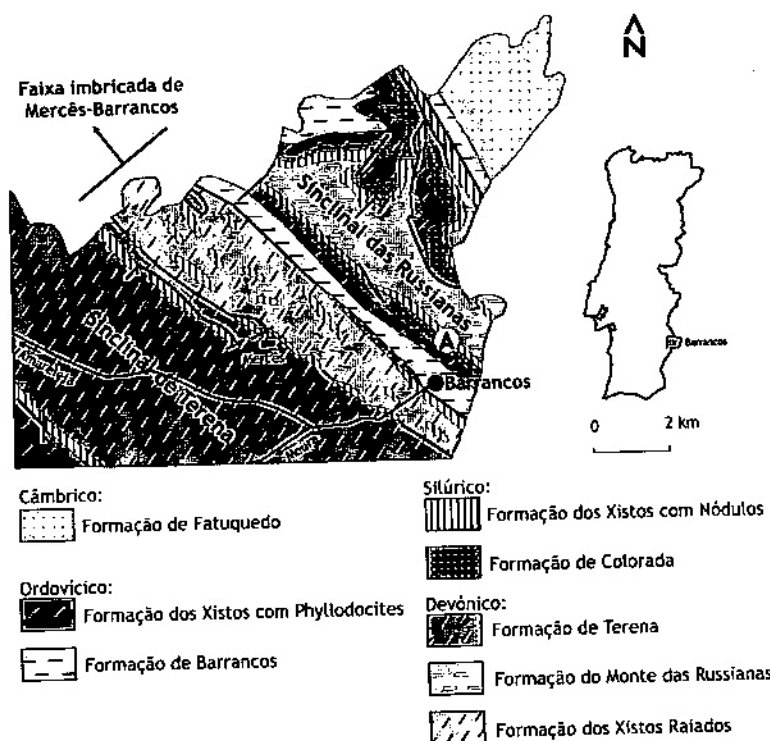 N
Faixa imbricada de
Mercês-Barrancos
Sinclinal das Russianas
Sinclinal de Terena
A
Barrancos
Barrancos
0 2 km
Câmbrico:
Formação de Fatuquedo
Ordovícico:
Formação dos Xistos com Phyllodocites
Formação de Barrancos
Silúrico:
Formação dos Xistos com Nódulos
Formação de Colorada
Devónico:
Formação de Terena
Formação do Monte das Russianas
Formação dos Xistos Raiados